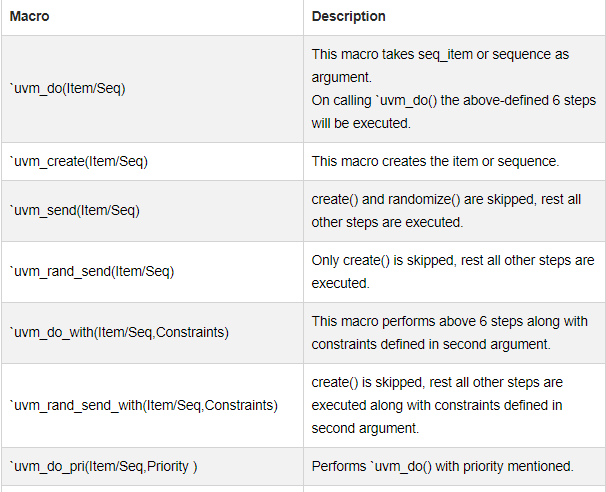 Macro Description
`uvm_do(Item/Seq) This macro takes seq_item or sequence as
argument.
On calling `uvm_do() the above-defined 6 steps
will be executed.
`uvm_create(Item/Seq) This macro creates the item or sequence.
`uvm_send(Item/Seq) create() and randomize() are skipped, rest all
other steps are executed.
`uvm_rand_send(Item/Seq) Only create() is skipped, rest all other steps are
executed.
`uvm_do_with(Item/Seq,Constraints) This macro performs above 6 steps along with
constraints defined in second argument.
`uvm_rand_send_with(Item/Seq,Constraints) create() is skipped, rest all other steps are
executed along with constraints defined in
second argument.
`uvm_do_pri(Item/Seq,Priority ) Performs `uvm_do() with priority mentioned.